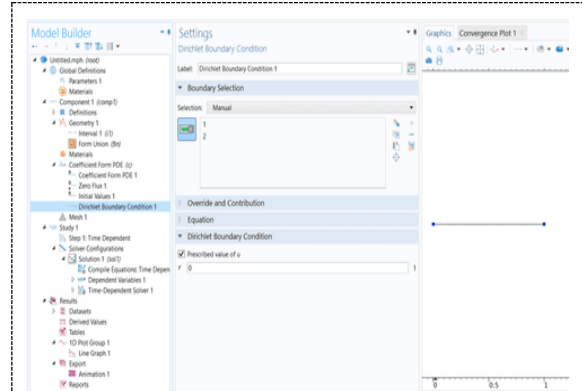 Model Builder
Untitled.mph (root)
Global Definitions
Parameters 1
Materials
Component 1 (comp1)
Definitions
Geometry 1
Interval 1 (i1)
Form Union (fin)
Materials
Coefficient Form PDE (c)
Coefficient Form PDE 1
Zero Flux 1
Initial Values 1
Dirichlet Boundary Condition 1
Mesh 1
Study 1
Step 1: Time Dependent
Solver Configurations
Solution 1 (sol1)
Compile Equations: Time Depen
Dependent Variables 1
Time-Dependent Solver 1
Results
Datasets
Derived Values
Tables
1D Plot Group 1
Line Graph 1
Export
Animation 1
Reports
Settings
Dirichlet Boundary Condition
Label: Dirichlet Boundary Condition 1
Boundary Selection
Selection: Manual
1
2
Override and Contribution
Equation
Dirichlet Boundary Condition
Prescribed value of u
r 0 1
Graphics Convergence Plot 1
0 0.5 1